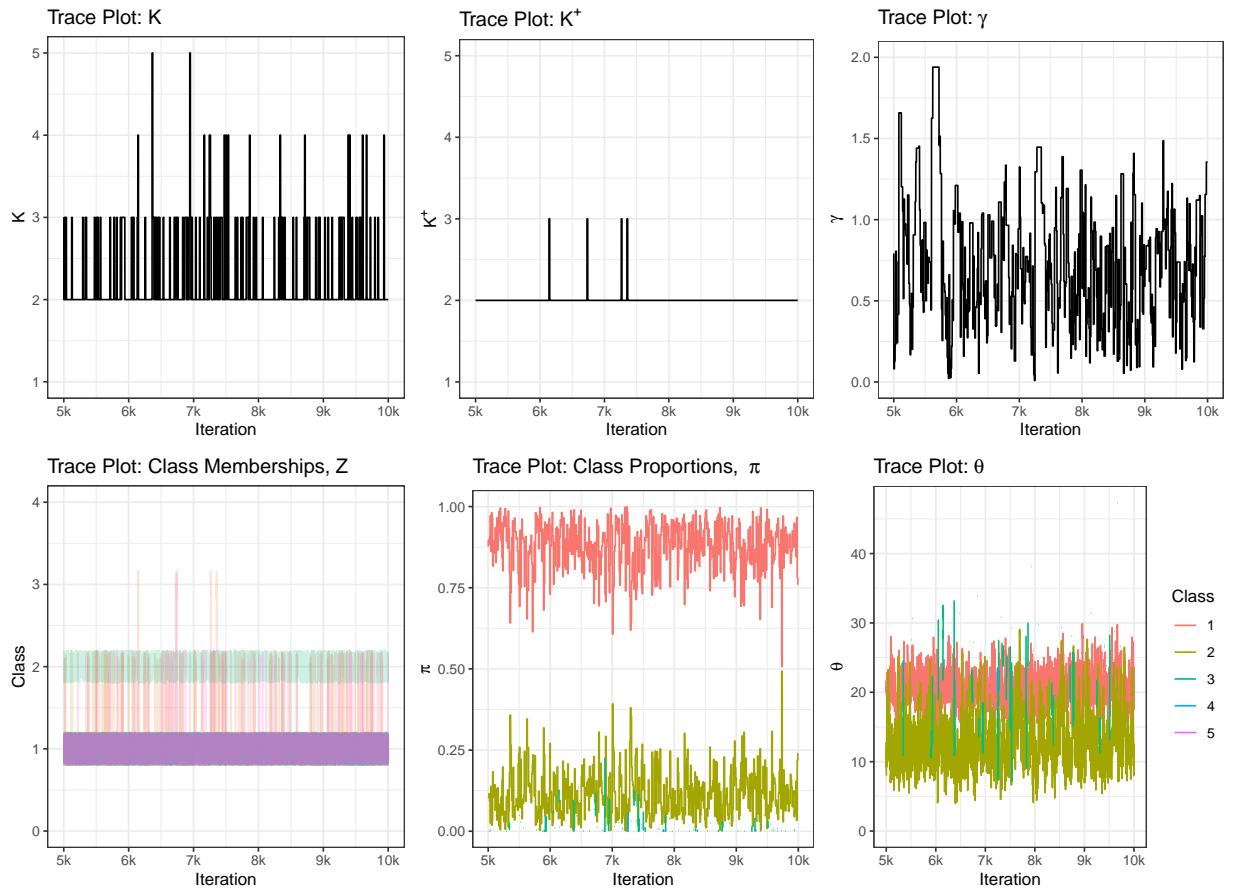 Trace Plot: K
5
4
3
2
1
K
5k 6k 7k 8k 9k 10k
Iteration
Trace Plot: K⁺
5
4
3
2
1
K⁺
5k 6k 7k 8k 9k 10k
Iteration
Trace Plot: γ
2.0
1.5
1.0
0.5
0.0
γ
5k 6k 7k 8k 9k 10k
Iteration
Trace Plot: Class Memberships, Z
4
3
2
1
0
Class
5k 6k 7k 8k 9k 10k
Iteration
Trace Plot: Class Proportions, π
1.00
0.75
0.50
0.25
0.00
π
5k 6k 7k 8k 9k 10k
Iteration
Trace Plot: θ
40
30
20
10
0
θ
5k 6k 7k 8k 9k 10k
Iteration
Class
1
2
3
4
5